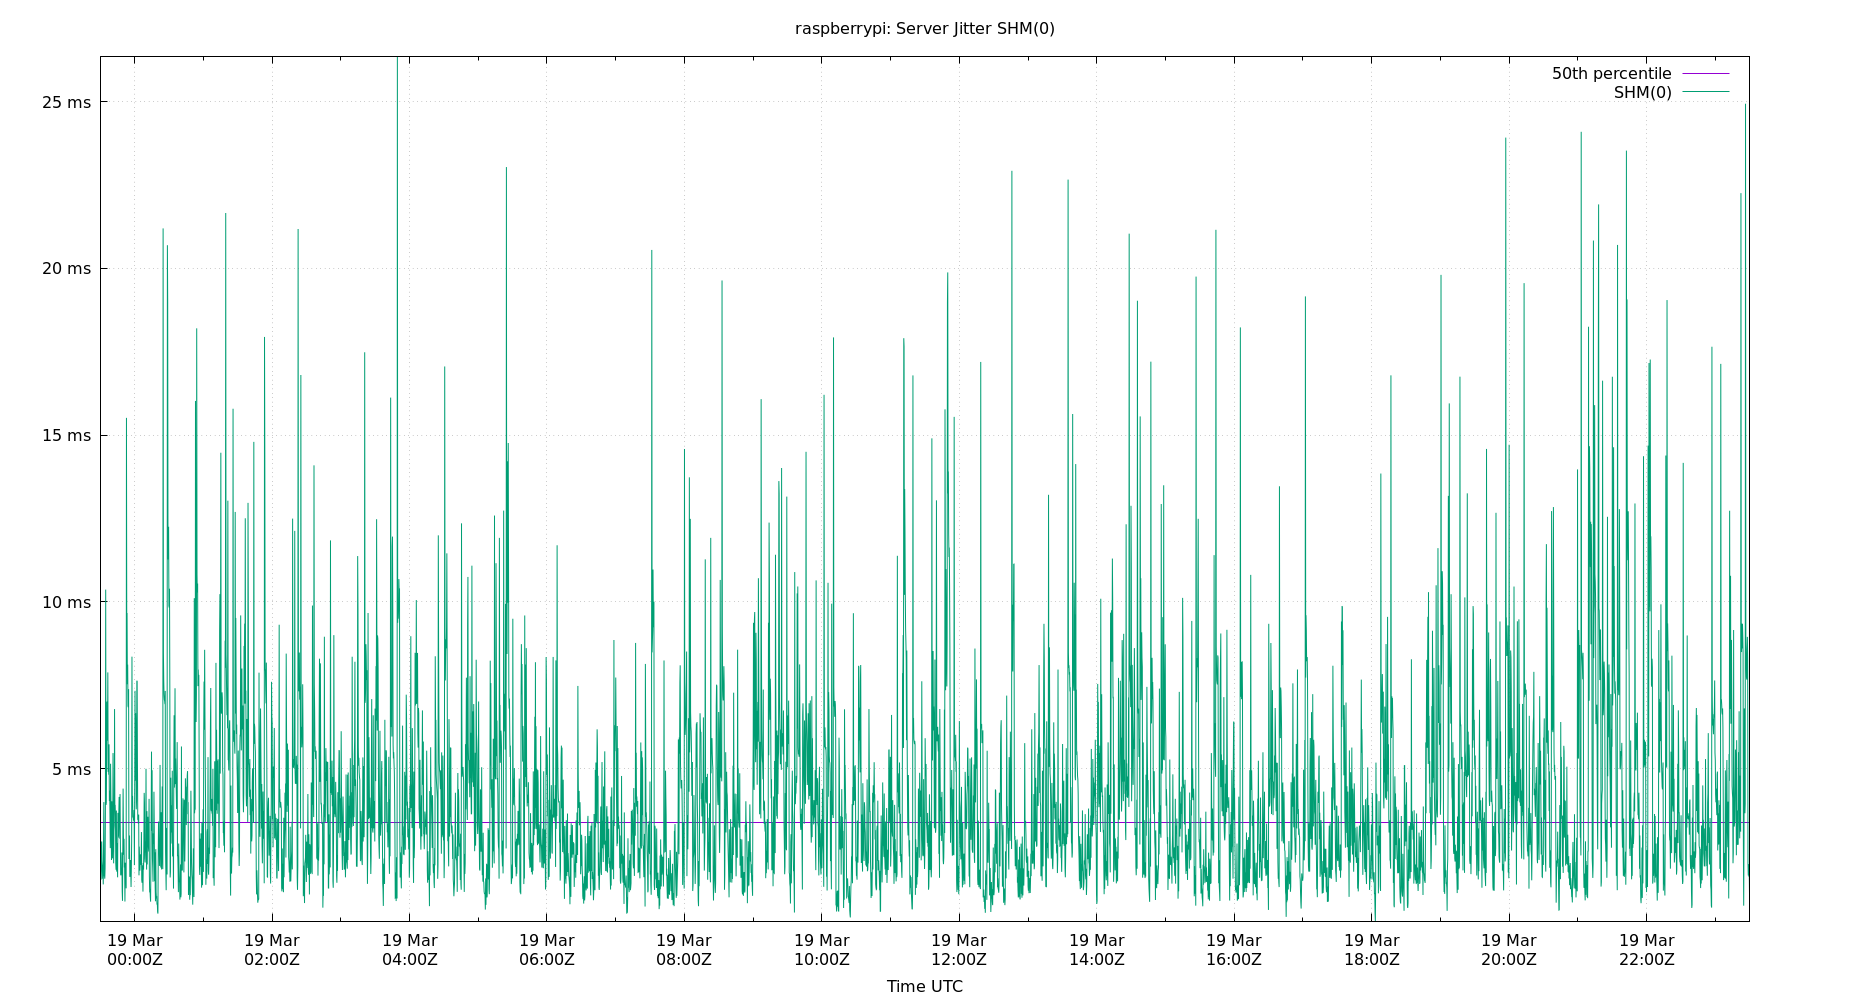 raspberrypi: Server Jitter SHM(0)
50th percentile
SHM(0)
25 ms
20 ms
15 ms
10 ms
5 ms
19 Mar 19 Mar 19 Mar 19 Mar 19 Mar 19 Mar 19 Mar 19 Mar 19 Mar 19 Mar 19 Mar 19 Mar
00:00Z 02:00Z 04:00Z 06:00Z 08:00Z 10:00Z 12:00Z 14:00Z 16:00Z 18:00Z 20:00Z 22:00Z
Time UTC